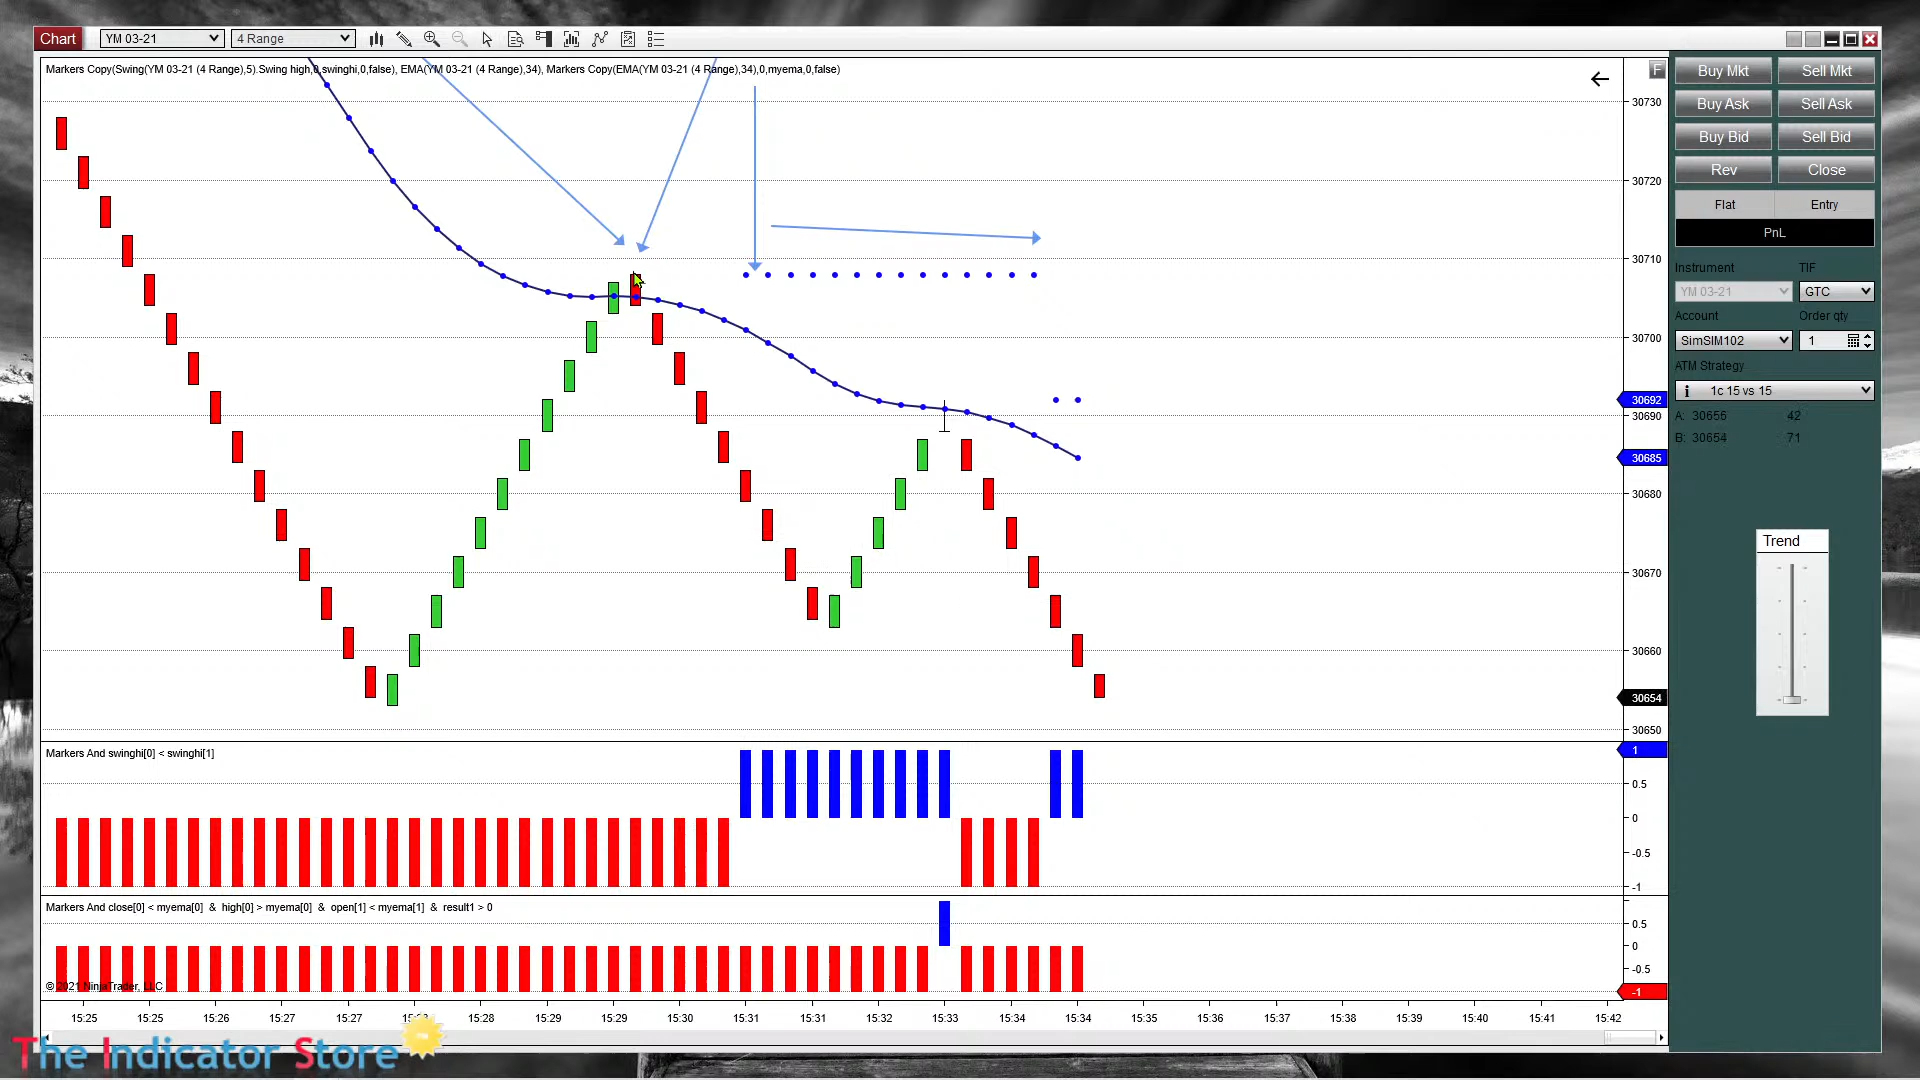 Chart YM 03-21 4 Range
Markers Copy(Swing(YM 03-21 (4 Range),5).Swing high,0,swinghi,0,false), EMA(YM 03-21 (4 Range),34), Markers Copy(EMA(YM 03-21 (4 Range),34),0,myema,0,false)
F
30730
30720
30710
30700
30692
30690
30685
30680
30670
30660
30654
30650
Buy Mkt Sell Mkt
Buy Ask Sell Ask
Buy Bid Sell Bid
Rev Close
Flat Entry
PnL
Instrument TIF
YM 03-21 GTC
Account Order qty
SimSIM102 1
ATM Strategy
i 1c 15 vs 15
A: 30656 42
B: 30654 71
Trend
Markers And swinghi[0] < swinghi[1]
1
0.5
0
-0.5
-1
Markers And close[0] < myema[0] & high[0] > myema[0] & open[1] < myema[1] & result1 > 0
0.5
0
-0.5
-1
© 2021 NinjaTrader, LLC
15:25 15:25 15:26 15:27 15:27 15:28 15:29 15:29 15:30 15:31 15:31 15:32 15:33 15:34 15:34 15:35 15:35 15:36 15:37 15:38 15:39 15:40 15:41 15:42
The Indicator Store